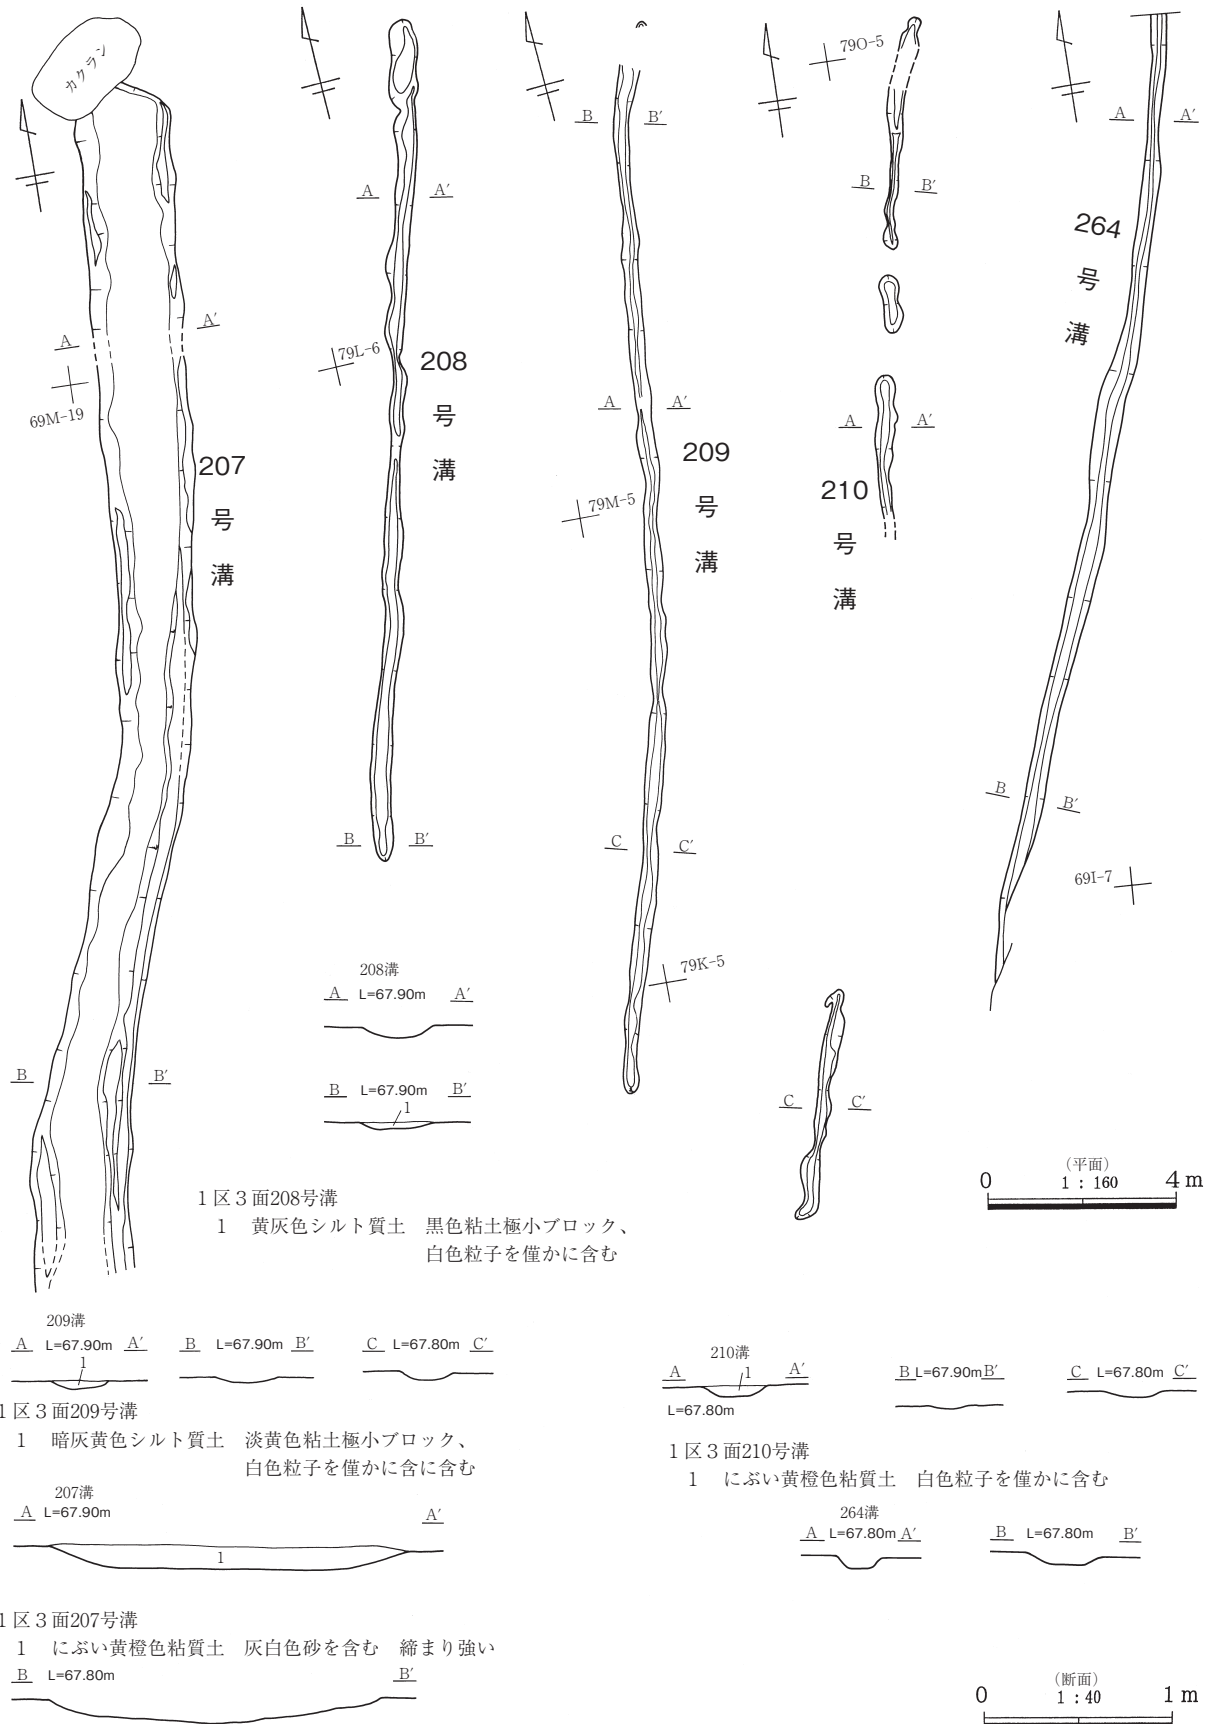 カクラン
A
A′
69M-19
207
号
溝
B
B′
A
A′
79L-6
208
号
溝
B
B′
B
B′
A
A′
79M-5
209
号
溝
C
C′
79K-5
79O-5
B
B′
A
A′
210
号
溝
C
C′
A
A′
264
号
溝
B
B′
69I-7
(平面)
0 1：160 4 m
208溝
A L=67.90m A′
B L=67.90m B′
1
1区3面208号溝
1 黄灰色シルト質土 黒色粘土極小ブロック、
白色粒子を僅かに含む
209溝
A L=67.90m A′ B L=67.90m B′ C L=67.80m C′
1
1区3面209号溝
1 暗灰黄色シルト質土 淡黄色粘土極小ブロック、
白色粒子を僅かに含に含む
207溝
A L=67.90m A′
1
1区3面207号溝
1 にぶい黄橙色粘質土 灰白色砂を含む 締まり強い
B L=67.80m B′
210溝
A 1 A′ B L=67.90m B′ C L=67.80m C′
L=67.80m
1区3面210号溝
1 にぶい黄橙色粘質土 白色粒子を僅かに含む
264溝
A L=67.80m A′ B L=67.80m B′
(断面)
0 1：40 1 m